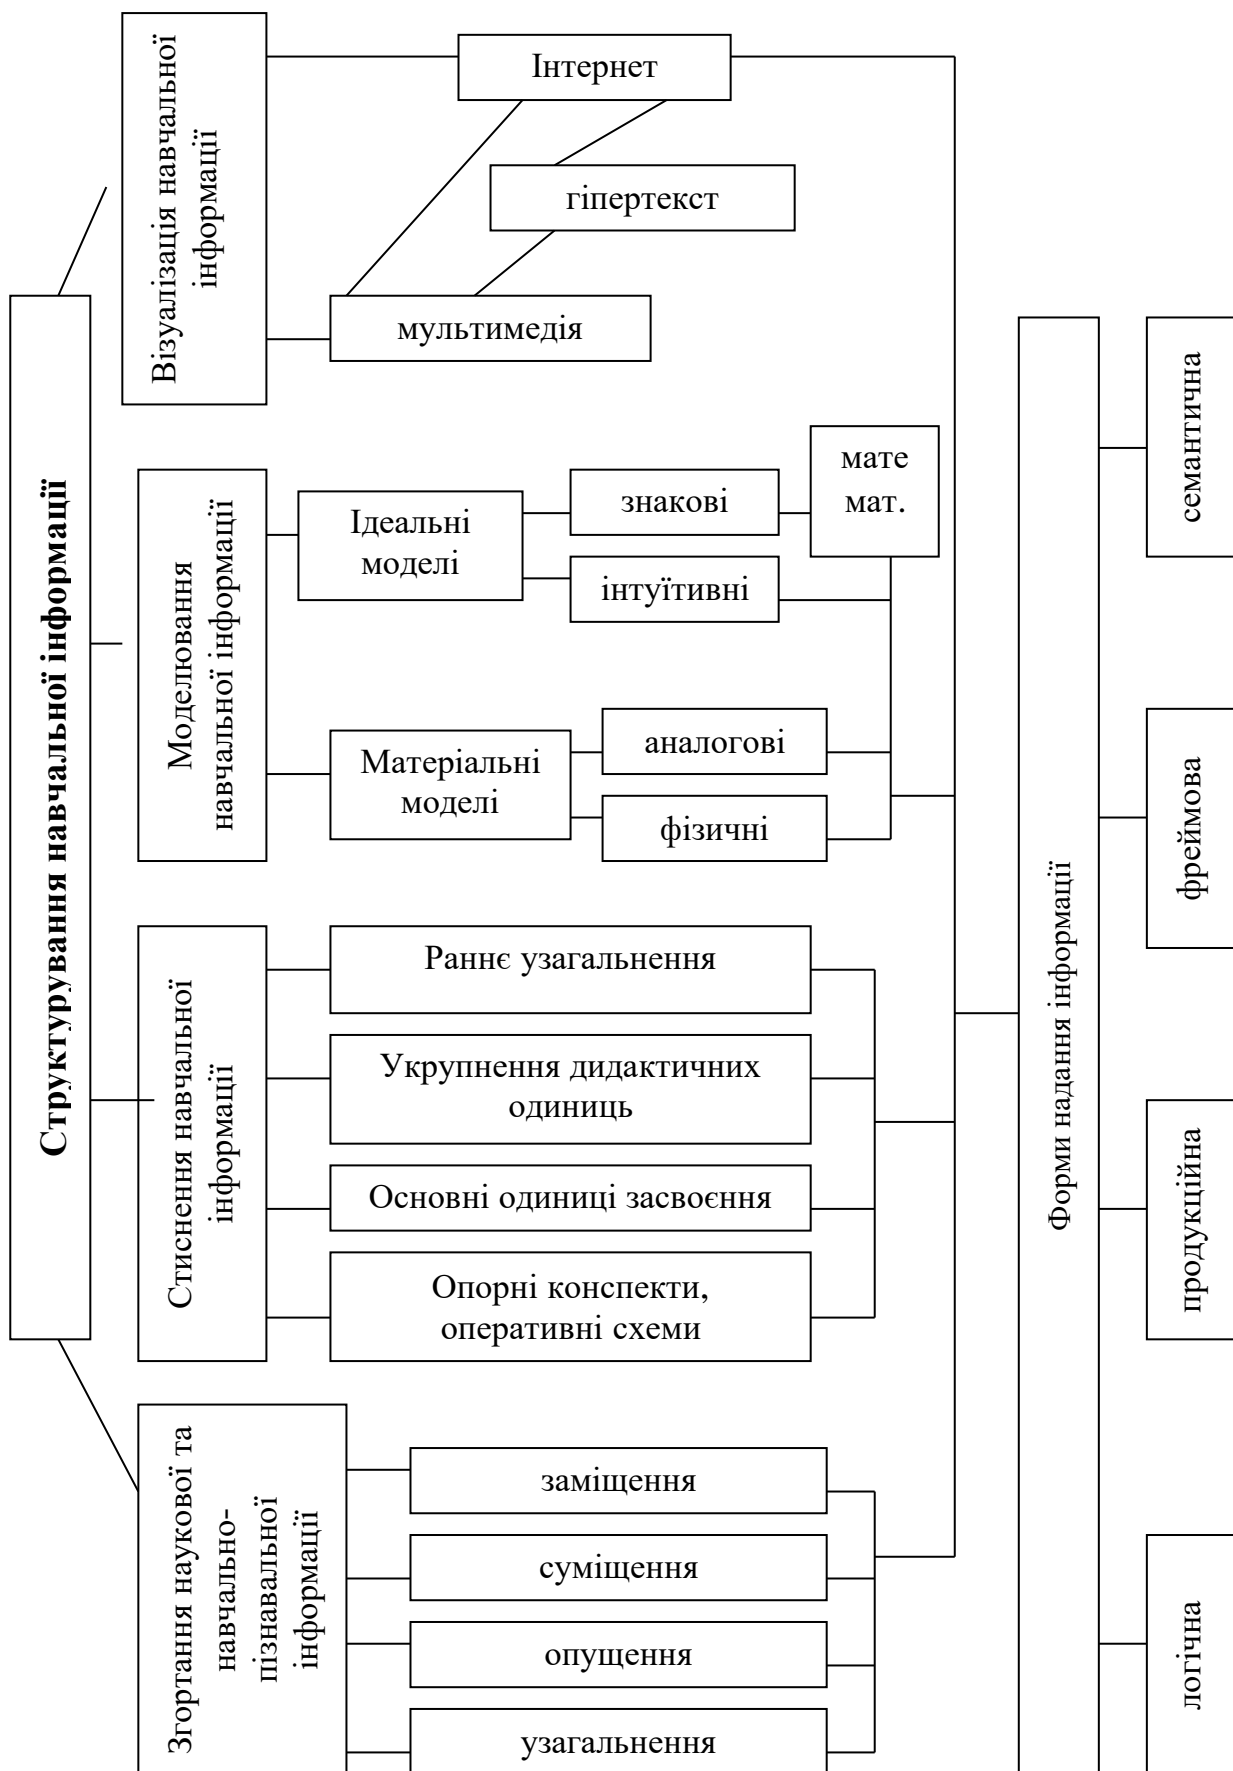 Структурування навчальної інформації
Візуалізація навчальної
інформації
Інтернет
гіпертекст
мультимедія
Моделювання
навчальної інформації
Ідеальні
моделі
знакові
мате
мат.
інтуїтивні
Матеріальні
моделі
аналогові
фізичні
Стиснення навчальної
інформації
Раннє узагальнення
Укрупнення дидактичних
одиниць
Основні одиниці засвоєння
Опорні конспекти,
оперативні схеми
Згортання наукової та
навчально-
пізнавальної
інформації
заміщення
суміщення
опущення
узагальнення
Форми надання інформації
семантична
фреймова
продукційна
логічна